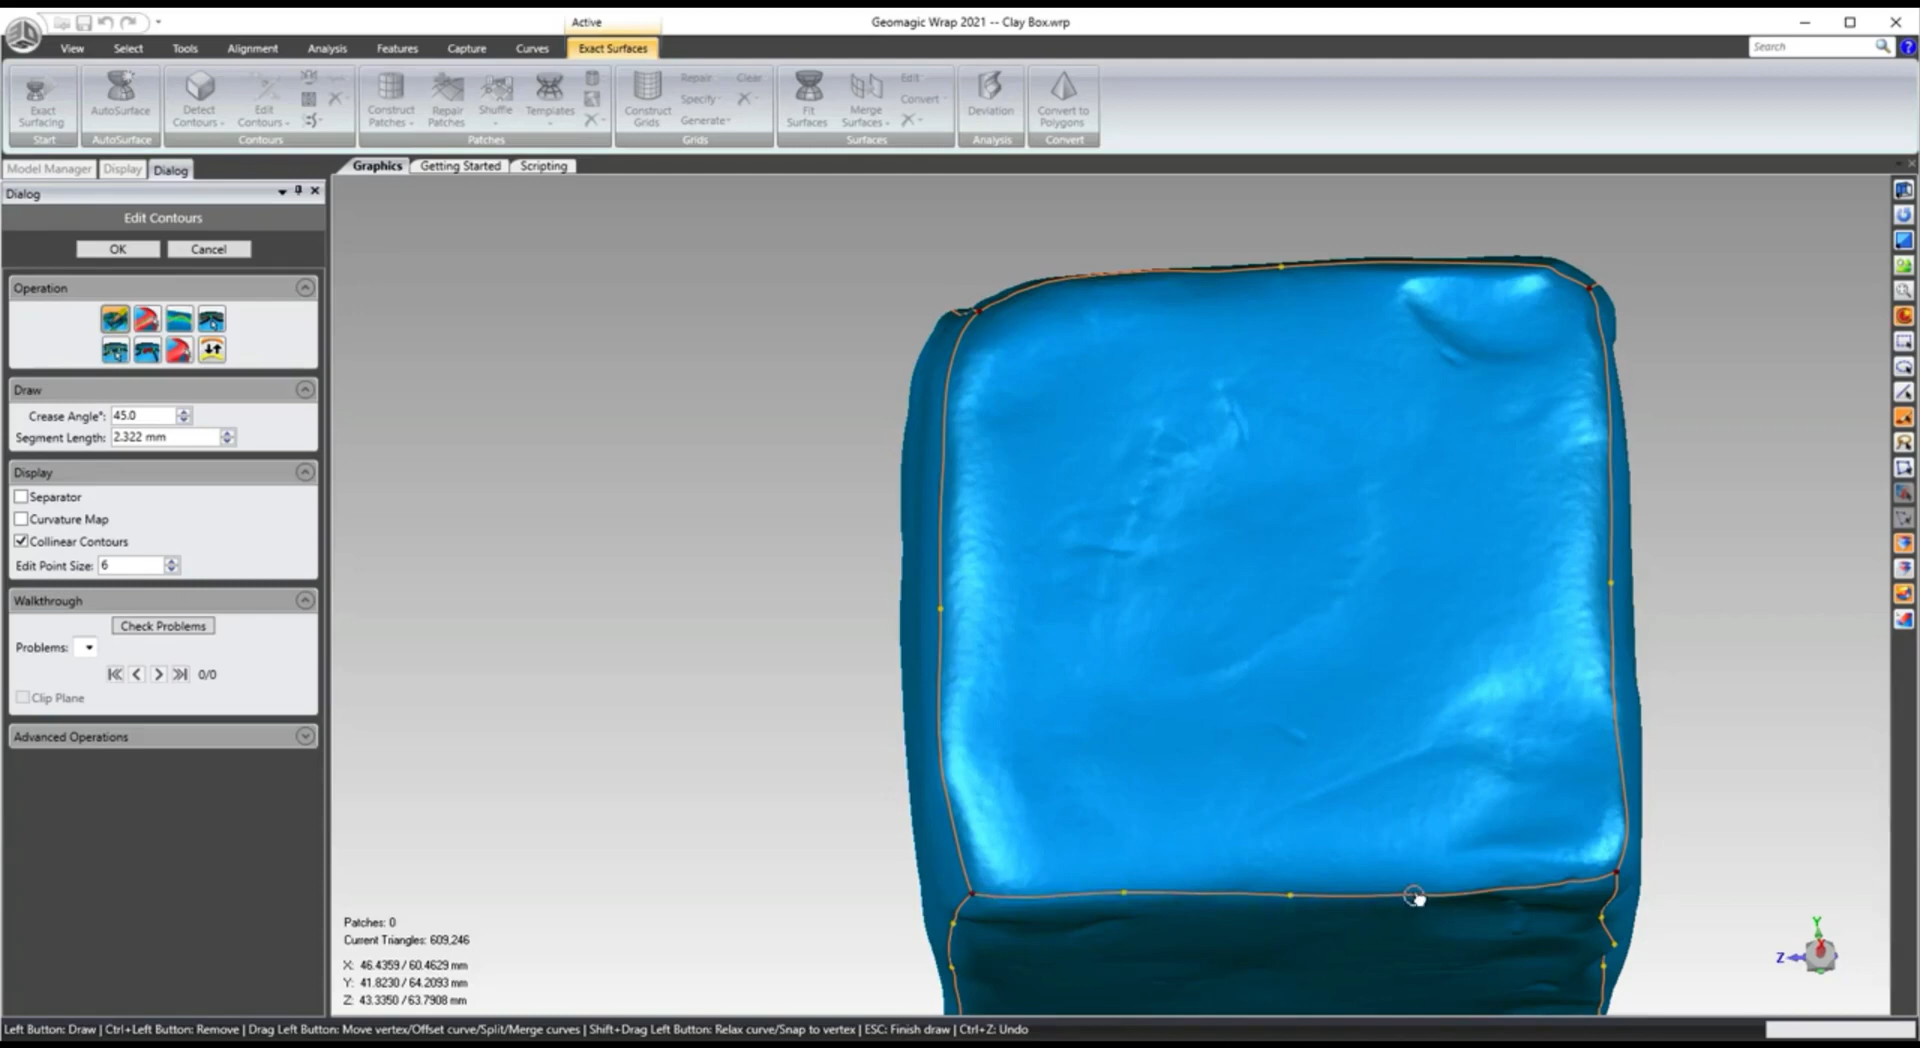 Active
Geomagic Wrap 2021 -- Clay Box.wrp
View Select Tools Alignment Analysis Features Capture Curves Exact Surfaces
Search
Exact Surfacing
AutoSurface
Detect Contours
Edit Contours
Construct Patches
Repair Patches
Shuffle
Templates
Construct Grids
Repair
Specify
Generate
Clear
Fit Surfaces
Merge Surfaces
Edit
Convert
Deviation
Convert to Polygons
Start AutoSurface Contours Patches Grids Surfaces Analysis Convert
Model Manager Display Dialog
Graphics Getting Started Scripting
Dialog
Edit Contours
OK Cancel
Operation
Draw
Crease Angle°: 45.0
Segment Length: 2.322 mm
Display
Separator
Curvature Map
Collinear Contours
Edit Point Size: 6
Walkthrough
Check Problems
Problems:
0/0
Clip Plane
Advanced Operations
Patches: 0
Current Triangles: 609,246
X: 46.4359 / 60.4629 mm
Y: 41.8230 / 64.2093 mm
Z: 43.3350 / 63.7908 mm
Y
X
Z
Left Button: Draw | Ctrl+Left Button: Remove | Drag Left Button: Move vertex/Offset curve/Split/Merge curves | Shift+Drag Left Button: Relax curve/Snap to vertex | ESC: Finish draw | Ctrl+Z: Undo